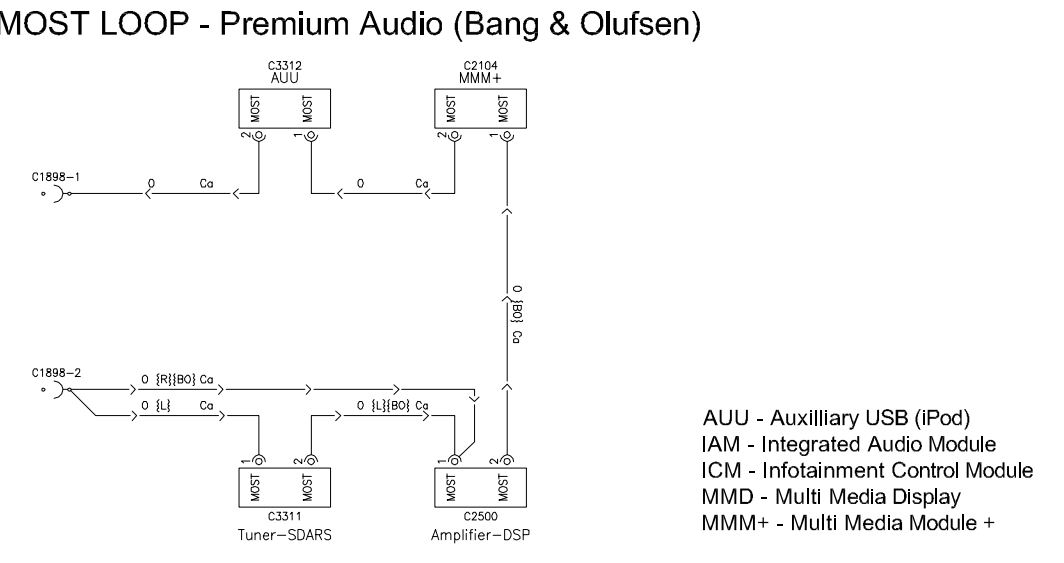 MOST LOOP - Premium Audio (Bang & Olufsen)
C3312
AUU
C2104
MMM+
MOST
MOST
MOST
MOST
2
1
2
1
C1898-1
O
Ca
O
Ca
O {BO} Ca
C1898-2
O {R}{BO} Ca
O {L} Ca
O {L}{BO} Ca
1
2
1
2
MOST
MOST
MOST
MOST
C3311
Tuner-SDARS
C2500
Amplifier-DSP
AUU - Auxilliary USB (iPod)
IAM - Integrated Audio Module
ICM - Infotainment Control Module
MMD - Multi Media Display
MMM+ - Multi Media Module +